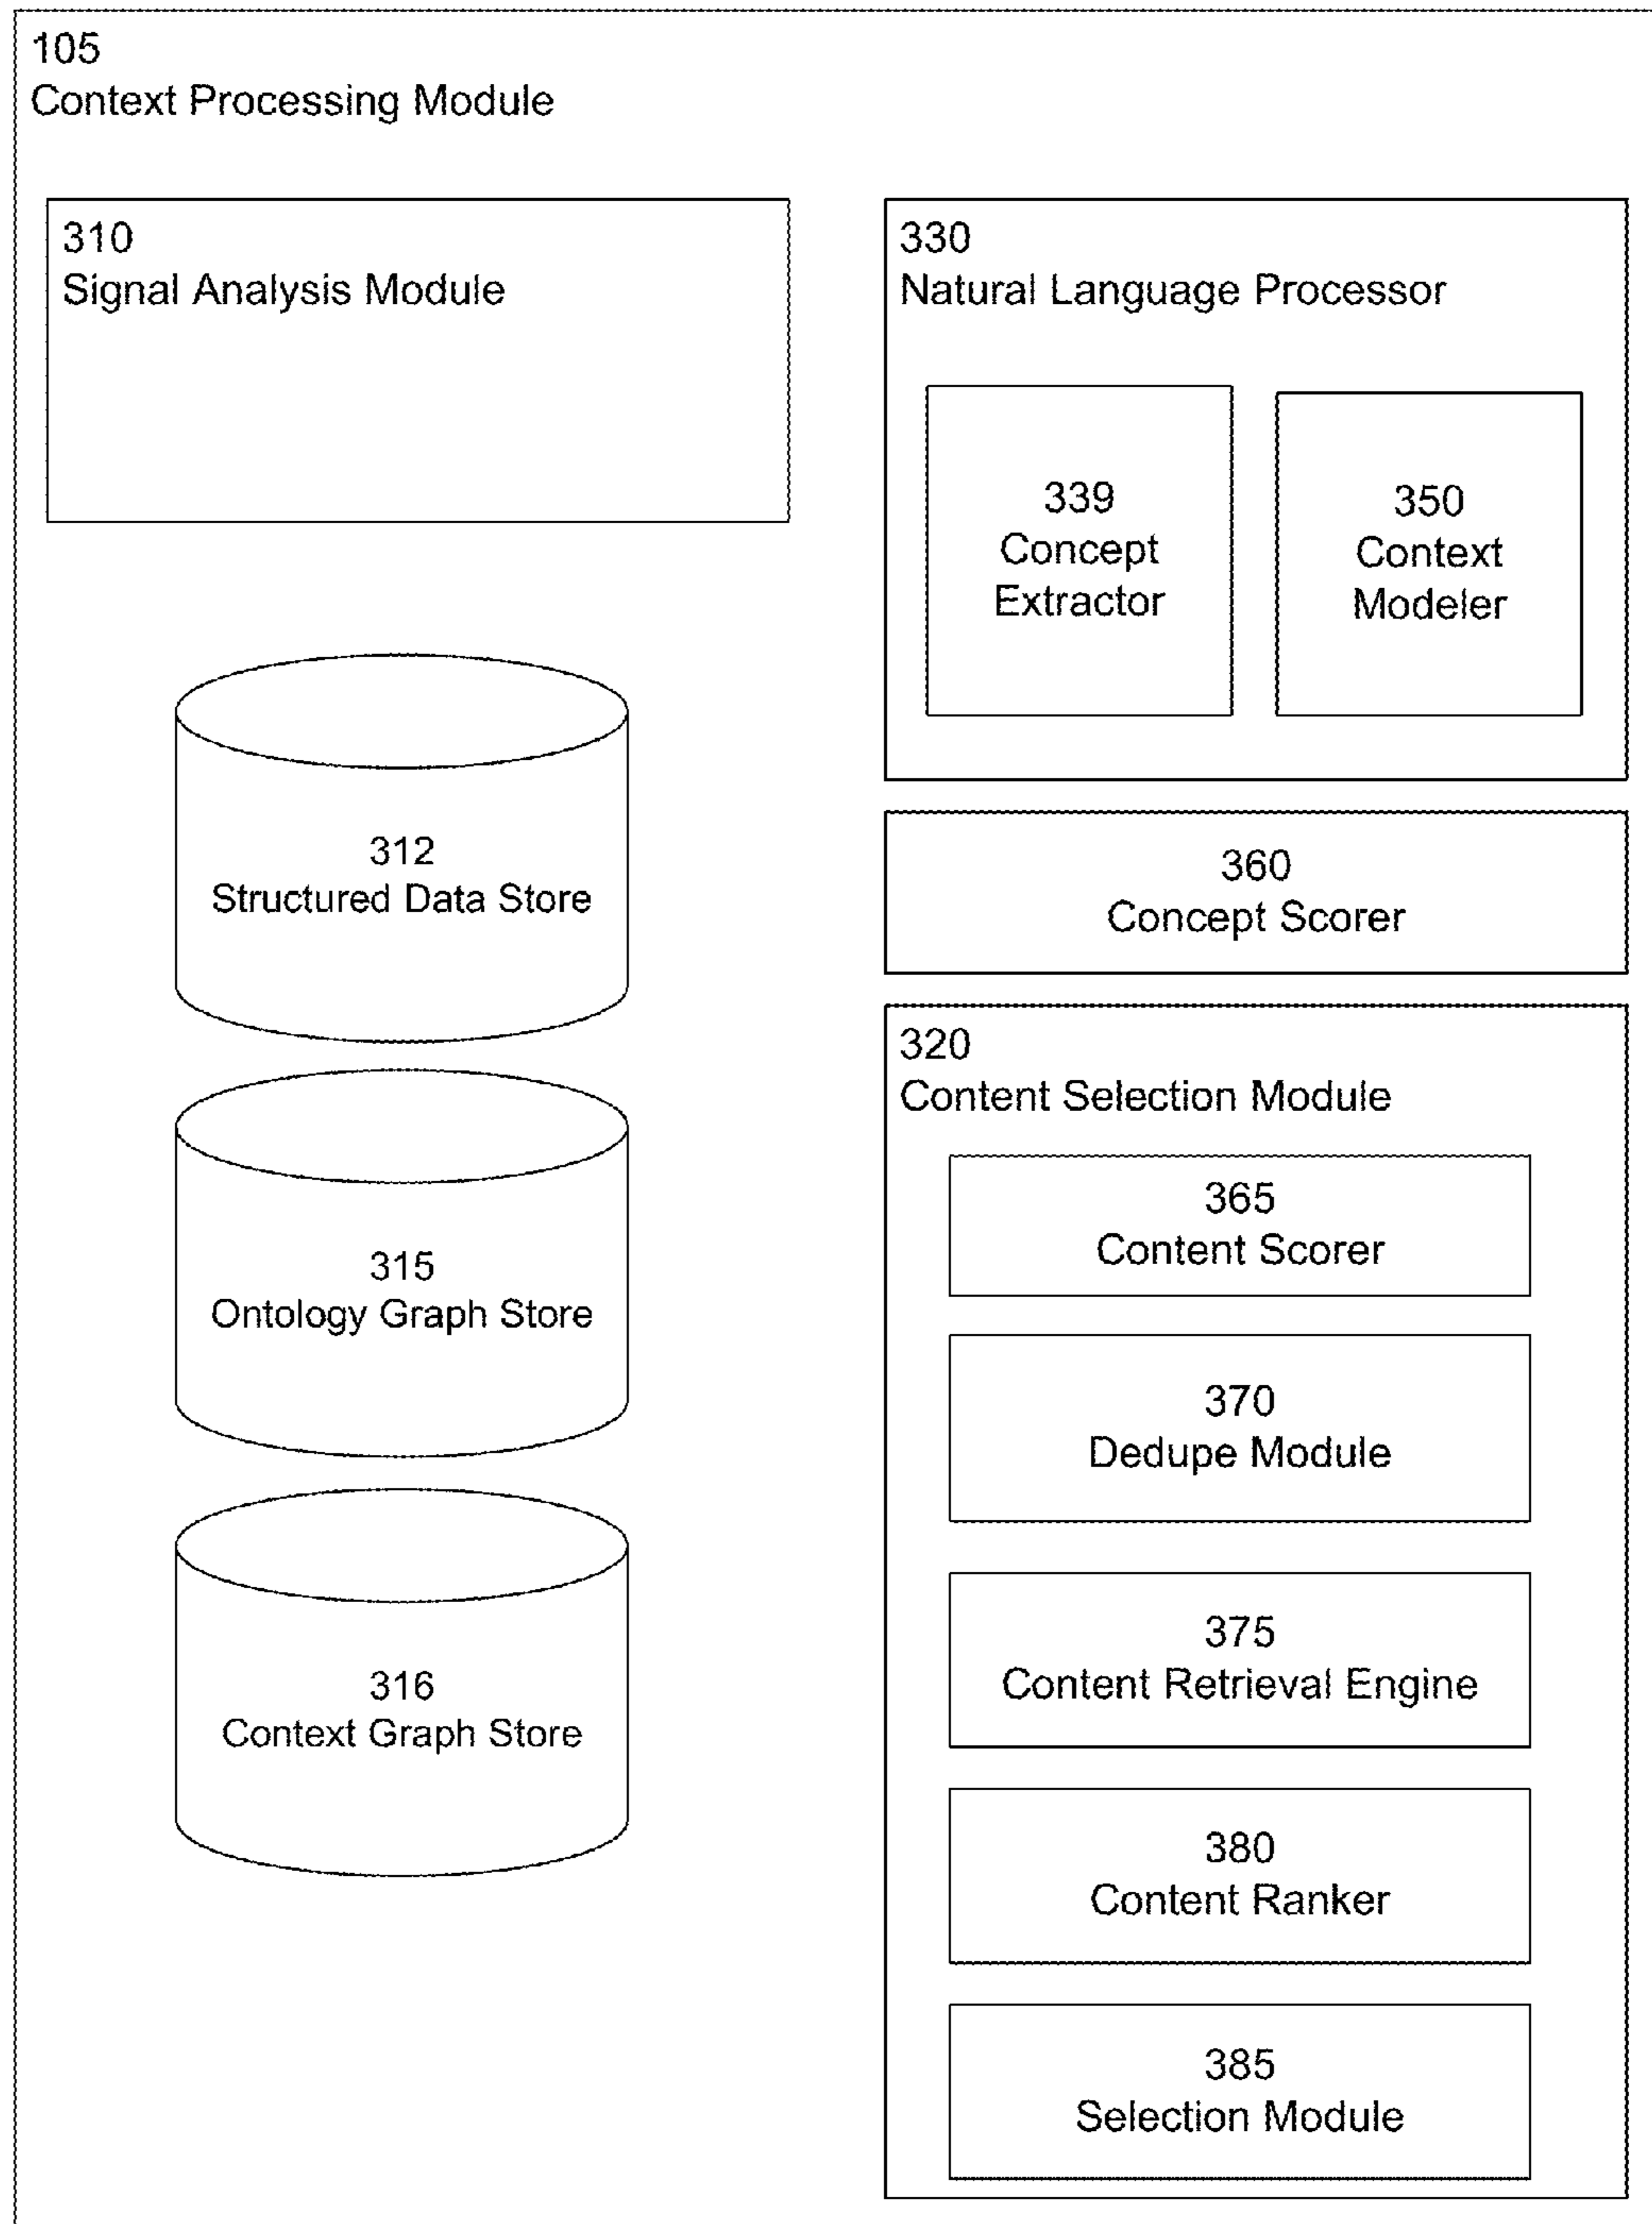 105
Context Processing Module
310
Signal Analysis Module
312
Structured Data Store
315
Ontology Graph Store
316
Context Graph Store
330
Natural Language Processor
339
Concept
Extractor
350
Context
Modeler
360
Concept Scorer
320
Content Selection Module
365
Content Scorer
370
Dedupe Module
375
Content Retrieval Engine
380
Content Ranker
385
Selection Module